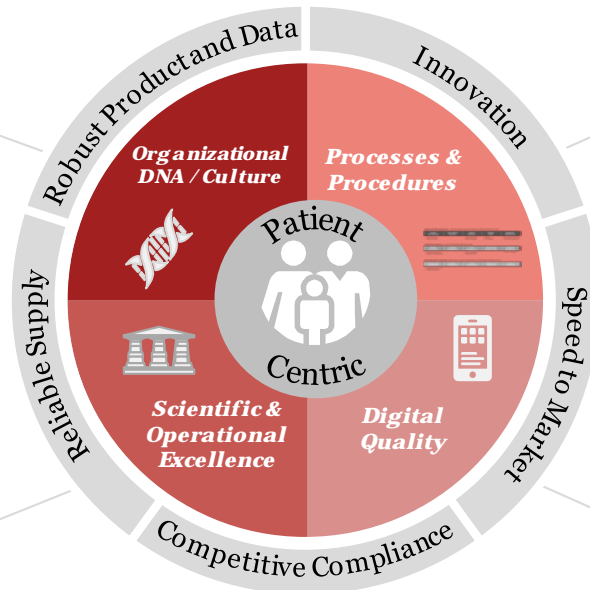 Robust Product and Data
Innovation
Organizational
DNA / Culture
Processes &
Procedures
Patient
Centric
Reliable Supply
Speed to Market
Scientific &
Operational
Excellence
Digital
Quality
Competitive Compliance